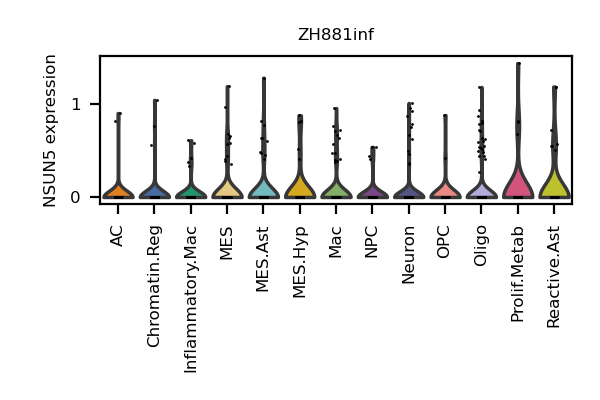 ZH881inf
NSUN5 expression
1
0
AC
Chromatin.Reg
Inflammatory.Mac
MES
MES.Ast
MES.Hyp
Mac
NPC
Neuron
OPC
Oligo
Prolif.Metab
Reactive.Ast